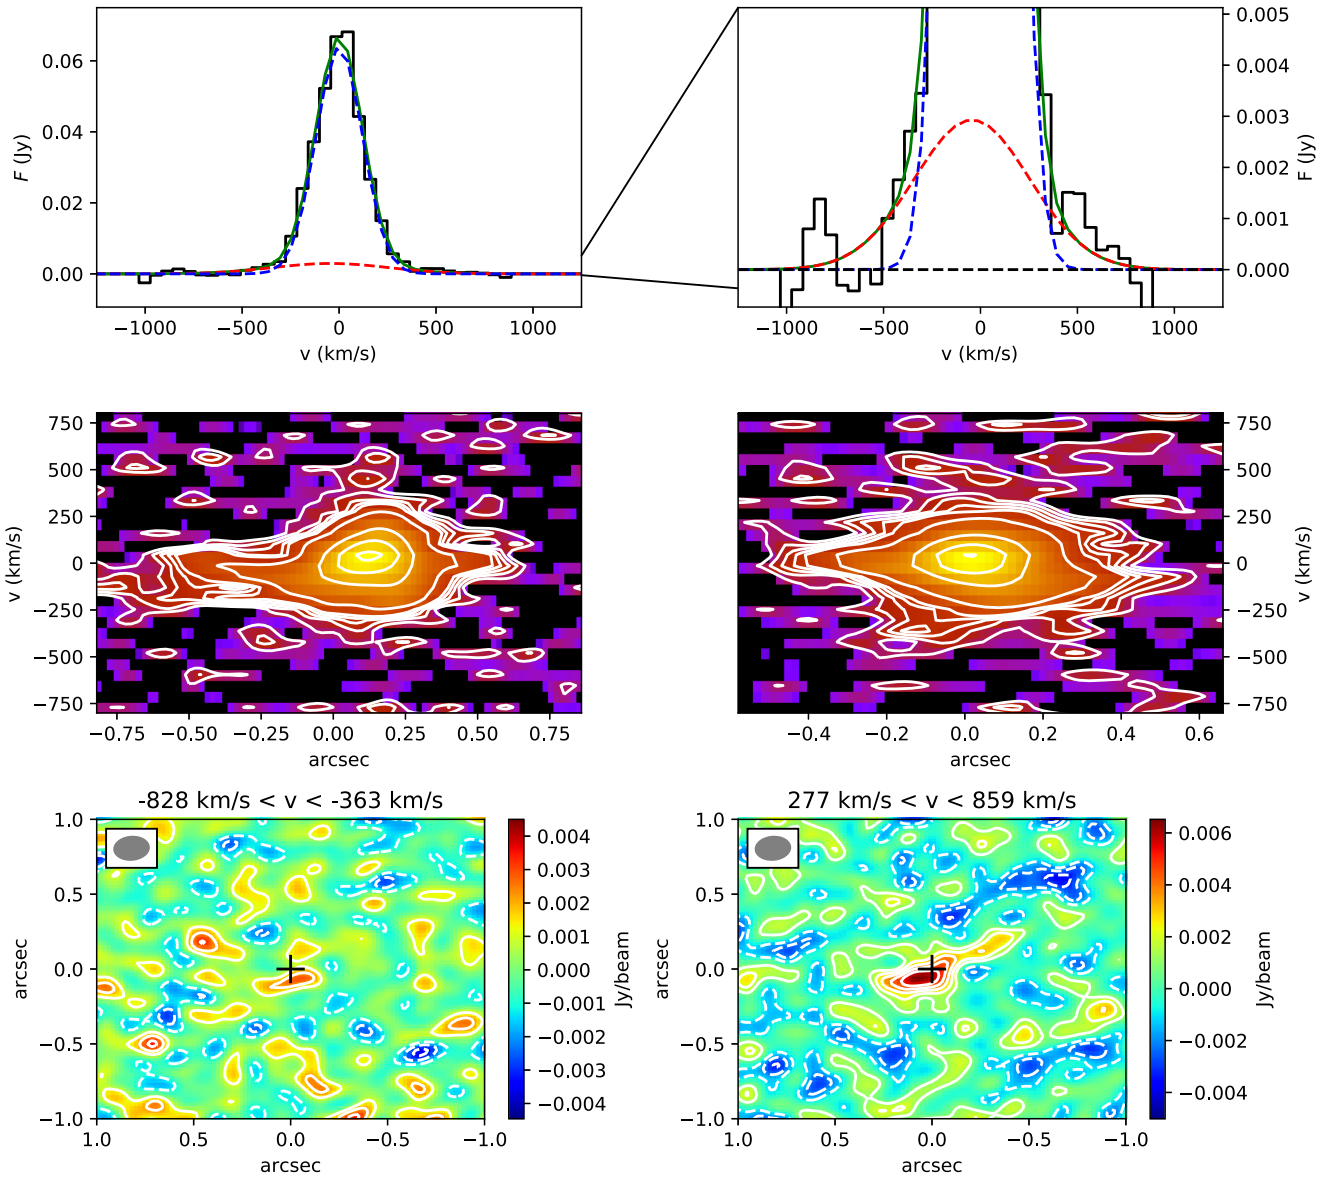 0.06
0.04
0.02
0.00
F (Jy)
−1000 −500 0 500 1000
v (km/s)
0.005
0.004
0.003
0.002
0.001
0.000
F (Jy)
−1000 −500 0 500 1000
v (km/s)
750
500
250
0
−250
−500
−750
v (km/s)
−0.75 −0.50 −0.25 0.00 0.25 0.50 0.75
arcsec
750
500
250
0
−250
−500
−750
v (km/s)
−0.4 −0.2 0.0 0.2 0.4 0.6
arcsec
-828 km/s < v < -363 km/s
1.0
0.5
0.0
−0.5
−1.0
arcsec
1.0 0.5 0.0 −0.5 −1.0
arcsec
0.004
0.003
0.002
0.001
0.000
−0.001
−0.002
−0.003
−0.004
Jy/beam
277 km/s < v < 859 km/s
1.0
0.5
0.0
−0.5
−1.0
arcsec
1.0 0.5 0.0 −0.5 −1.0
arcsec
0.006
0.004
0.002
0.000
−0.002
−0.004
Jy/beam